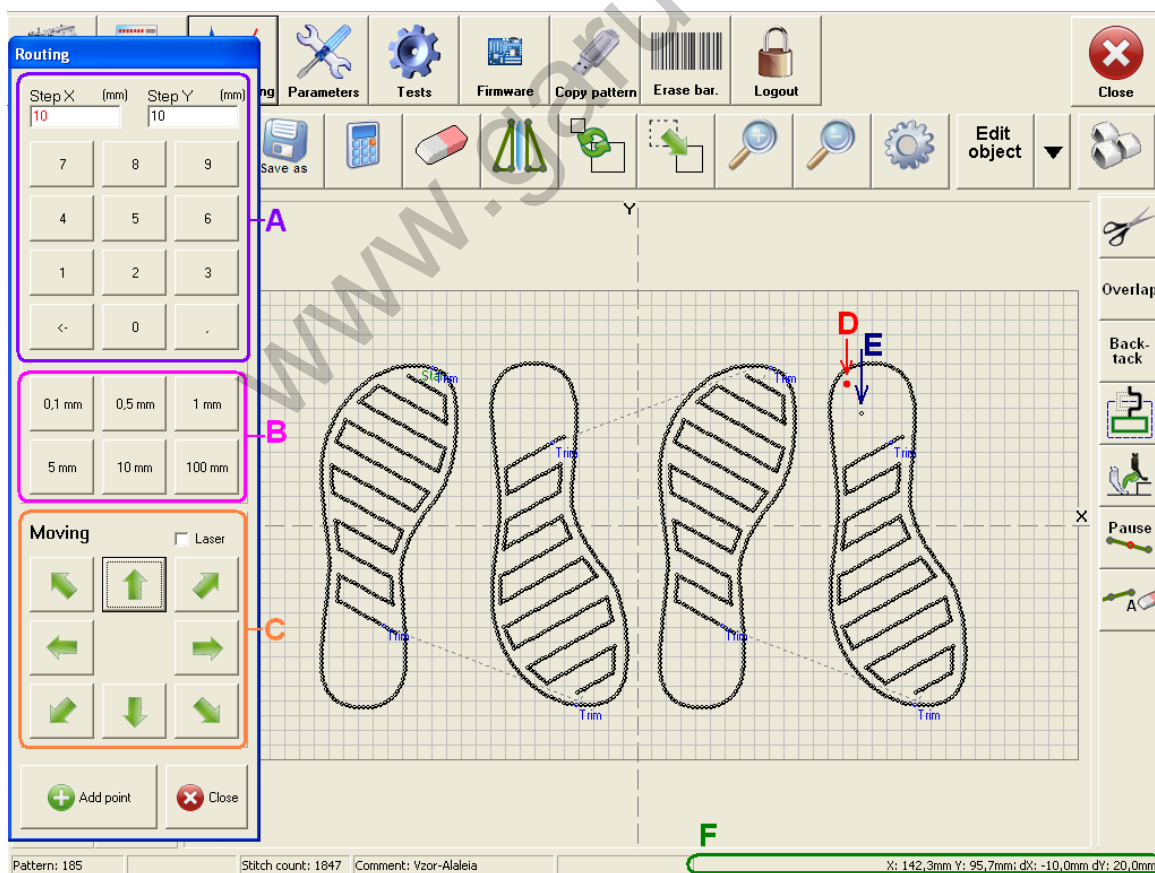 Routing
Step X (mm) Step Y (mm)
10 10
7 8 9
4 5 6
1 2 3
<- 0 ,
0,1 mm 0,5 mm 1 mm
5 mm 10 mm 100 mm
Moving
Laser
Add point Close
ng Parameters Tests Firmware Copy pattern Erase bar. Logout Close
Save as
Edit
object
www.garu
A
B
C
D
E
F
Y
X
Sta Trim
Trim
Trim
Trim
Trim
Trim
Trim
Trim
Overlap
Back-
tack
Pause
A
Pattern: 185 Stitch count: 1847 Comment: Vzor-Alaleia X: 142,3mm Y: 95,7mm; dX: -10,0mm dY: 20,0mm